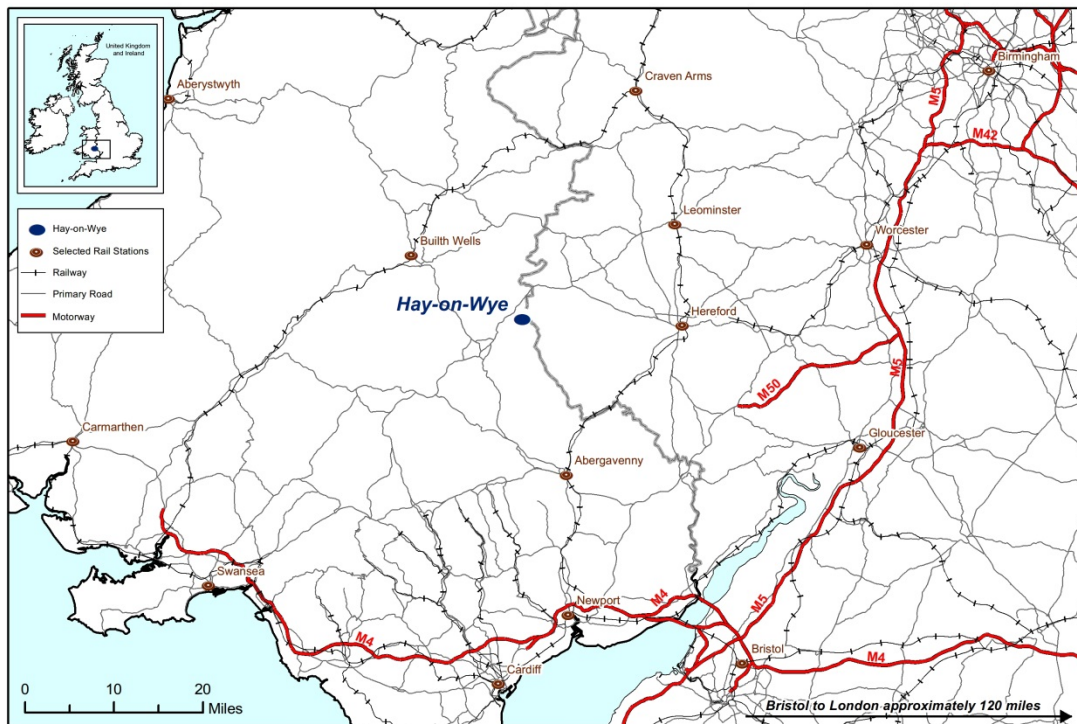 United Kingdom
and Ireland
Hay-on-Wye
Selected Rail Stations
Railway
Primary Road
Motorway
Aberystwyth
Craven Arms
Birmingham
M5
M42
Leominster
Worcester
Builth Wells
Hay-on-Wye
Hereford
M50
M5
Carmarthen
Gloucester
Abergavenny
Swansea
Newport
M4
M5
M4
Bristol
M4
Cardiff
0 10 20
Miles
Bristol to London approximately 120 miles